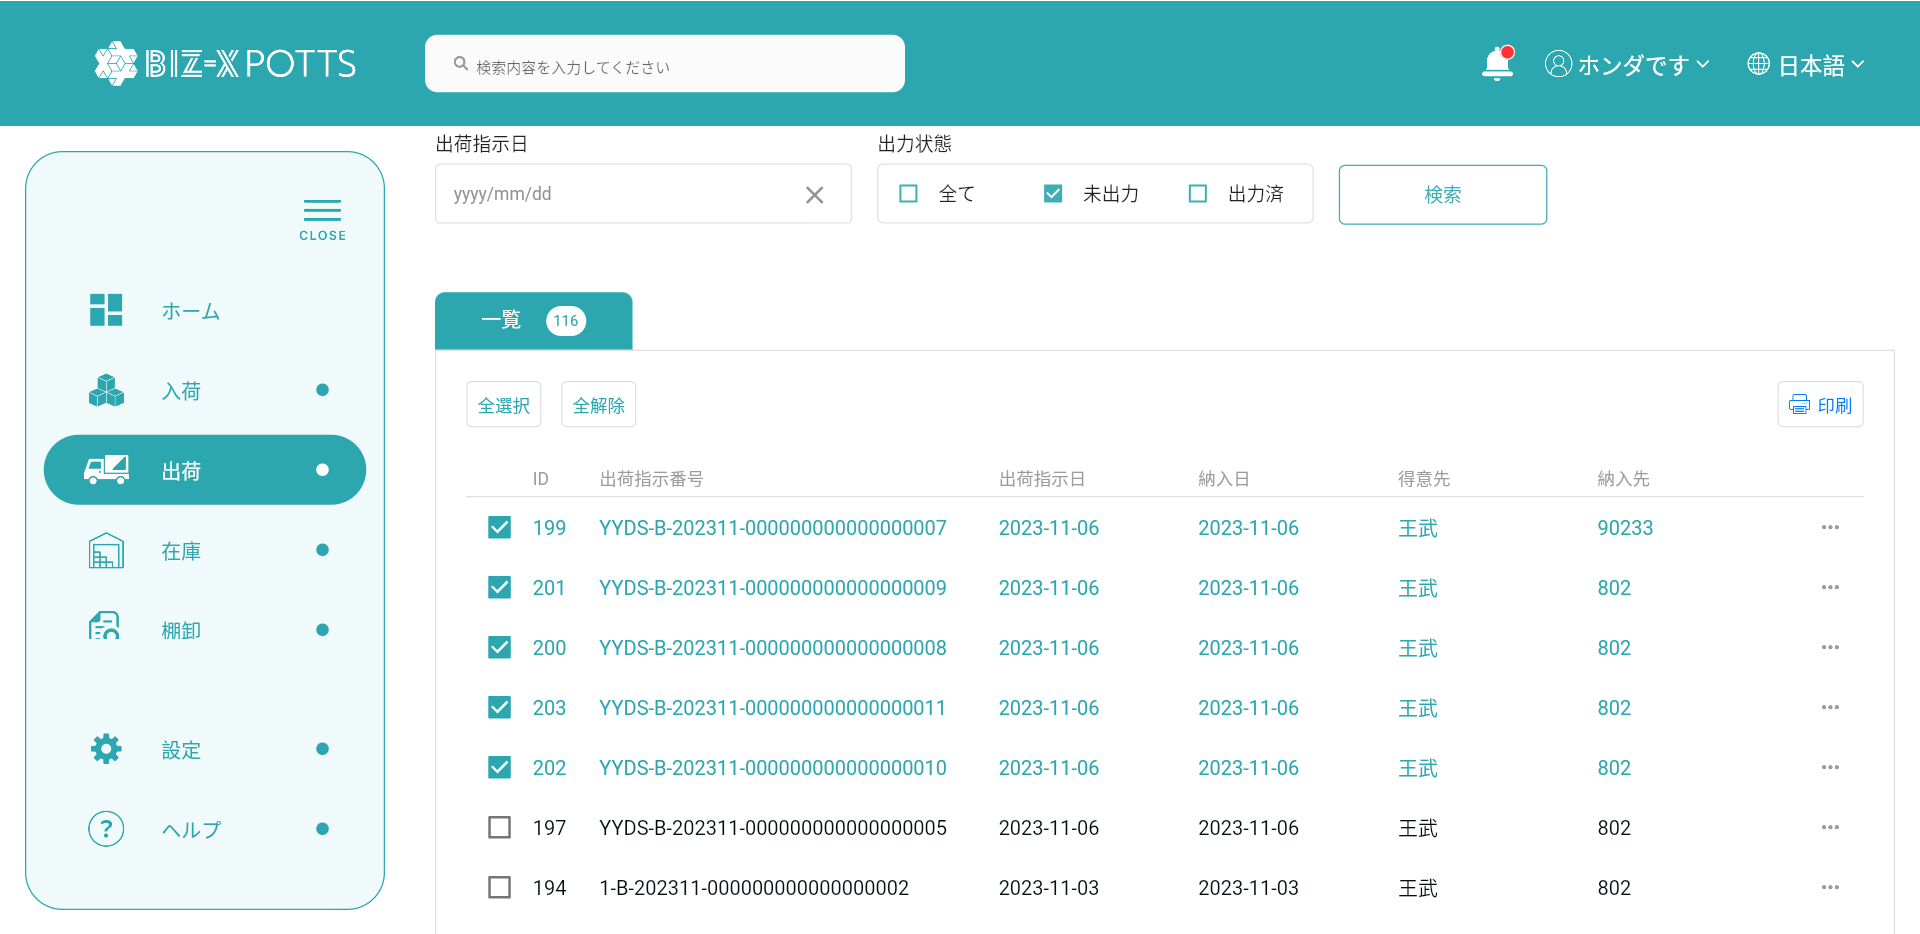 BIZ-X POTTS
検索内容を入力してください
ホンダです
日本語
CLOSE
ホーム
入荷
出荷
在庫
棚卸
設定
?
ヘルプ
出荷指示日
出力状態
yyyy/mm/dd
全て 未出力 出力済
検索
一覧 116
全選択 全解除
印刷
ID 出荷指示番号 出荷指示日 納入日 得意先 納入先
199 YYDS-B-202311-000000000000000007 2023-11-06 2023-11-06 王武 90233
201 YYDS-B-202311-000000000000000009 2023-11-06 2023-11-06 王武 802
200 YYDS-B-202311-000000000000000008 2023-11-06 2023-11-06 王武 802
203 YYDS-B-202311-000000000000000011 2023-11-06 2023-11-06 王武 802
202 YYDS-B-202311-000000000000000010 2023-11-06 2023-11-06 王武 802
197 YYDS-B-202311-000000000000000005 2023-11-06 2023-11-06 王武 802
194 1-B-202311-000000000000000002 2023-11-03 2023-11-03 王武 802